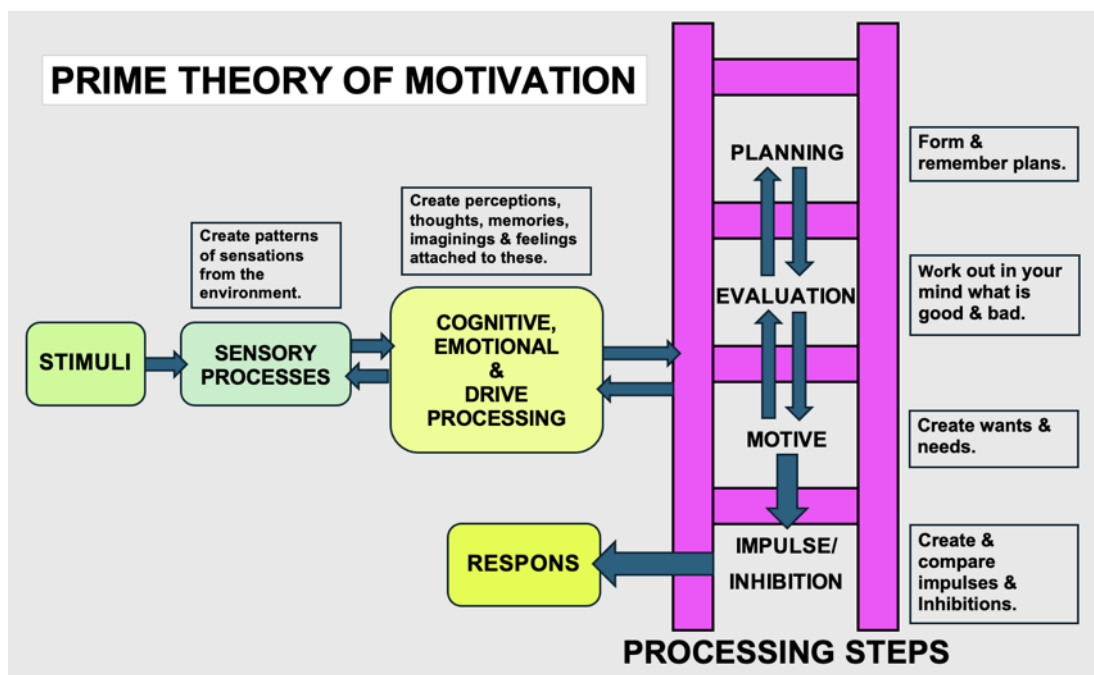 PRIME THEORY OF MOTIVATION
Create patterns
of sensations
from the
environment.
Create perceptions,
thoughts, memories,
imaginings & feelings
attached to these.
STIMULI
SENSORY
PROCESSES
COGNITIVE,
EMOTIONAL
&
DRIVE
PROCESSING
RESPONS
PLANNING
EVALUATION
MOTIVE
IMPULSE/
INHIBITION
Form &
remember plans.
Work out in your
mind what is
good & bad.
Create wants &
needs.
Create &
compare
impulses &
Inhibitions.
PROCESSING STEPS